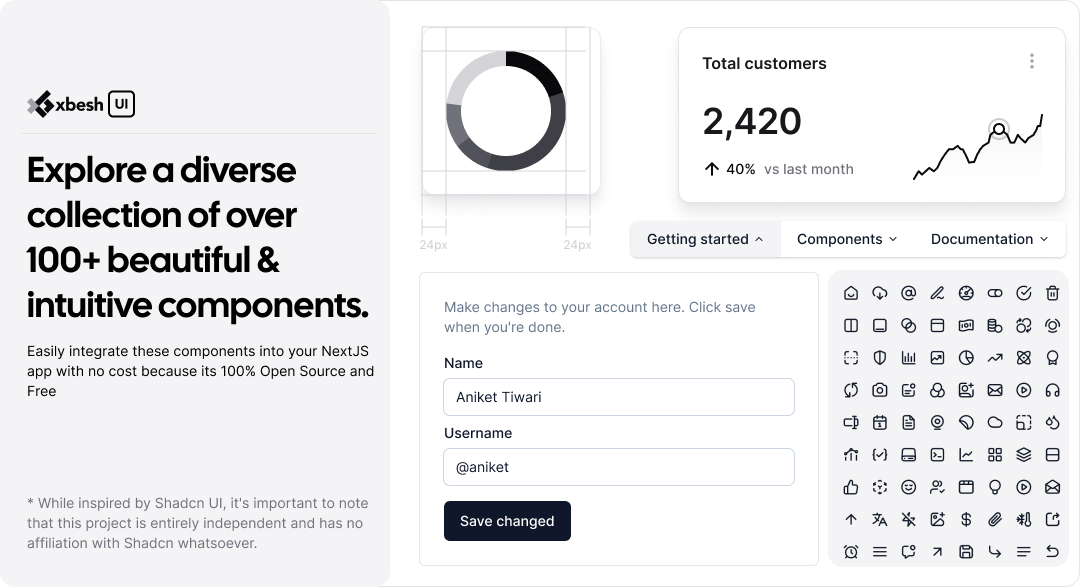 xbesh UI
Explore a diverse
collection of over
100+ beautiful &
intuitive components.
Easily integrate these components into your NextJS
app with no cost because its 100% Open Source and
Free
* While inspired by Shadcn UI, it's important to note
that this project is entirely independent and has no
affiliation with Shadcn whatsoever.
24px
24px
Total customers
2,420
40% vs last month
Getting started
Components
Documentation
Make changes to your account here. Click save
when you're done.
Name
Aniket Tiwari
Username
@aniket
Save changed